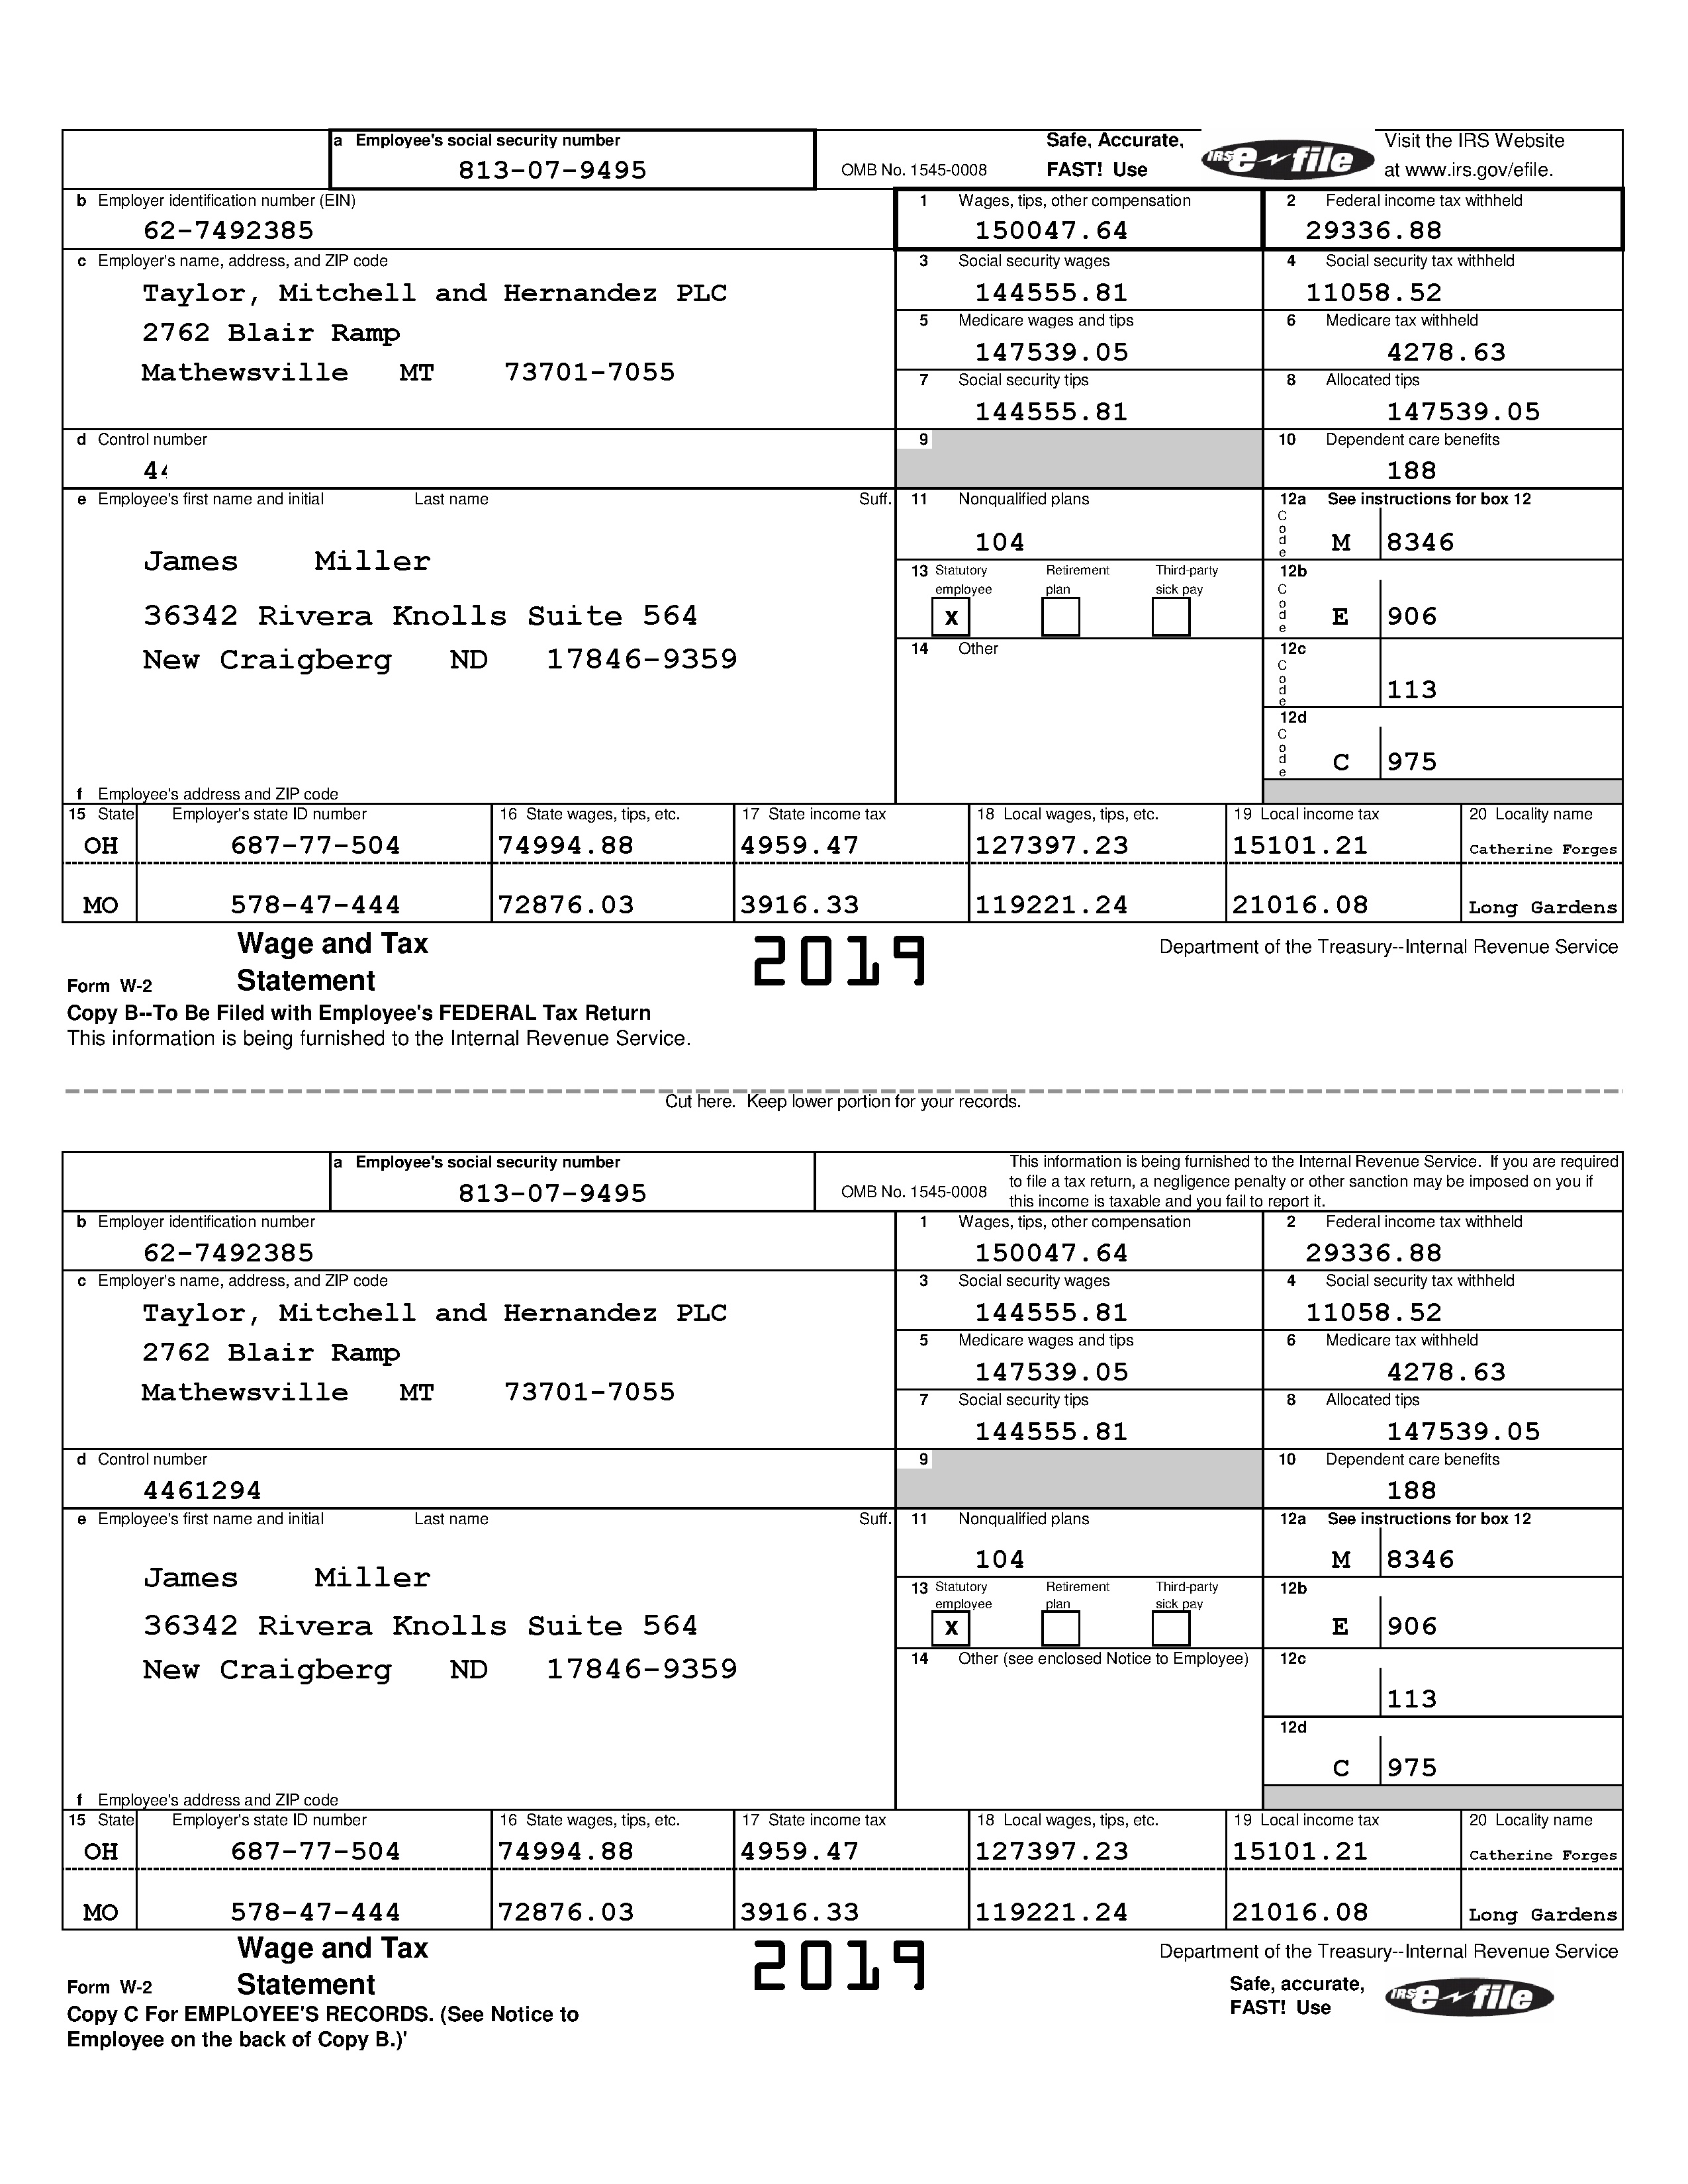 a Employee's social security number
813-07-9495
OMB No. 1545-0008
Safe, Accurate,
FAST! Use
IRS e-file
Visit the IRS Website
at www.irs.gov/efile.
b Employer identification number (EIN)
62-7492385
1 Wages, tips, other compensation
150047.64
2 Federal income tax withheld
29336.88
c Employer's name, address, and ZIP code
Taylor, Mitchell and Hernandez PLC
2762 Blair Ramp
Mathewsville MT 73701-7055
3 Social security wages
144555.81
4 Social security tax withheld
11058.52
5 Medicare wages and tips
147539.05
6 Medicare tax withheld
4278.63
7 Social security tips
144555.81
8 Allocated tips
147539.05
d Control number
9
10 Dependent care benefits
188
e Employee's first name and initial Last name Suff.
James Miller
36342 Rivera Knolls Suite 564
New Craigberg ND 17846-9359
f Employee's address and ZIP code
11 Nonqualified plans
104
12a See instructions for box 12
Code M 8346
13 Statutory employee Retirement plan Third-party sick pay
X
12b
Code E 906
14 Other
12c
Code 113
12d
Code C 975
15 State Employer's state ID number 16 State wages, tips, etc. 17 State income tax 18 Local wages, tips, etc. 19 Local income tax 20 Locality name
OH 687-77-504 74994.88 4959.47 127397.23 15101.21 Catherine Forges
MO 578-47-444 72876.03 3916.33 119221.24 21016.08 Long Gardens
Form W-2 Wage and Tax Statement
2019
Department of the Treasury--Internal Revenue Service
Copy B--To Be Filed with Employee's FEDERAL Tax Return
This information is being furnished to the Internal Revenue Service.
Cut here. Keep lower portion for your records.
a Employee's social security number
813-07-9495
OMB No. 1545-0008
This information is being furnished to the Internal Revenue Service. If you are required
to file a tax return, a negligence penalty or other sanction may be imposed on you if
this income is taxable and you fail to report it.
b Employer identification number
62-7492385
1 Wages, tips, other compensation
150047.64
2 Federal income tax withheld
29336.88
c Employer's name, address, and ZIP code
Taylor, Mitchell and Hernandez PLC
2762 Blair Ramp
Mathewsville MT 73701-7055
3 Social security wages
144555.81
4 Social security tax withheld
11058.52
5 Medicare wages and tips
147539.05
6 Medicare tax withheld
4278.63
7 Social security tips
144555.81
8 Allocated tips
147539.05
d Control number
4461294
9
10 Dependent care benefits
188
e Employee's first name and initial Last name Suff.
James Miller
36342 Rivera Knolls Suite 564
New Craigberg ND 17846-9359
f Employee's address and ZIP code
11 Nonqualified plans
104
12a See instructions for box 12
M 8346
13 Statutory employee Retirement plan Third-party sick pay
X
12b
E 906
14 Other (see enclosed Notice to Employee)
12c
113
12d
C 975
15 State Employer's state ID number 16 State wages, tips, etc. 17 State income tax 18 Local wages, tips, etc. 19 Local income tax 20 Locality name
OH 687-77-504 74994.88 4959.47 127397.23 15101.21 Catherine Forges
MO 578-47-444 72876.03 3916.33 119221.24 21016.08 Long Gardens
Form W-2 Wage and Tax Statement
2019
Department of the Treasury--Internal Revenue Service
Safe, accurate,
FAST! Use
IRS e-file
Copy C For EMPLOYEE'S RECORDS. (See Notice to
Employee on the back of Copy B.)'